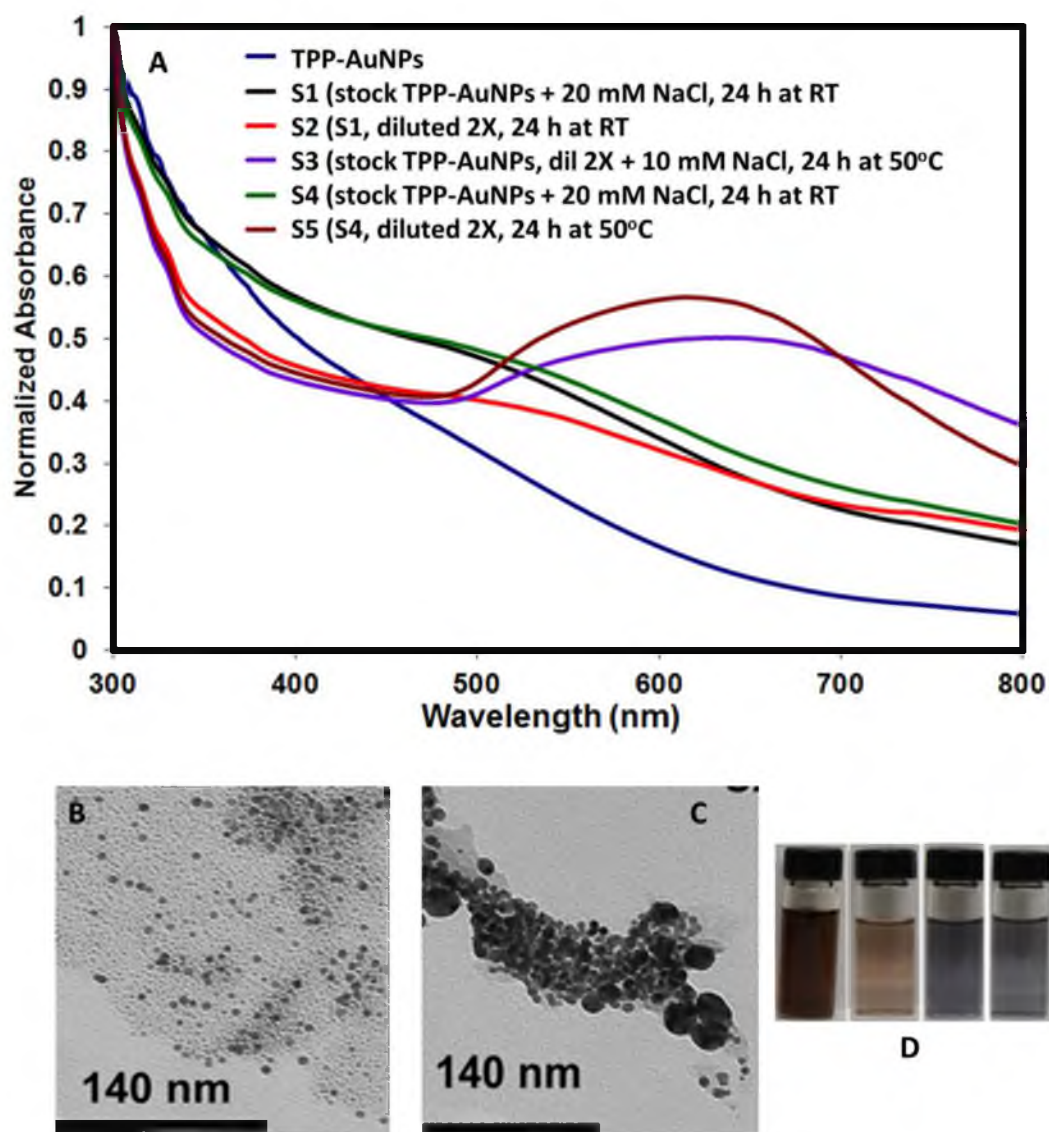 A
TPP-AuNPs
S1 (stock TPP-AuNPs + 20 mM NaCl, 24 h at RT
S2 (S1, diluted 2X, 24 h at RT
S3 (stock TPP-AuNPs, dil 2X + 10 mM NaCl, 24 h at 50°C
S4 (stock TPP-AuNPs + 20 mM NaCl, 24 h at RT
S5 (S4, diluted 2X, 24 h at 50°C
Normalized Absorbance
1
0.9
0.8
0.7
0.6
0.5
0.4
0.3
0.2
0.1
0
300 400 500 600 700 800
Wavelength (nm)
B
140 nm
C
140 nm
D